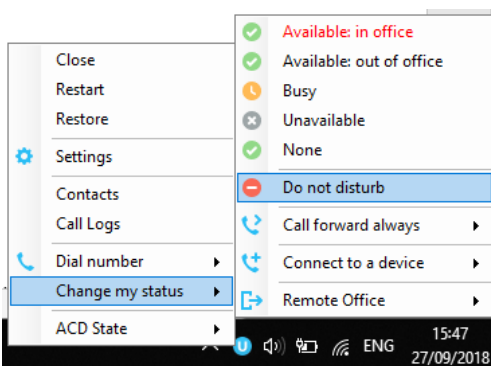 Close
Restart
Restore
Settings
Contacts
Call Logs
Dial number
Change my status
ACD State
Available: in office
Available: out of office
Busy
Unavailable
None
Do not disturb
Call forward always
Connect to a device
Remote Office
U
ENG
15:47
27/09/2018